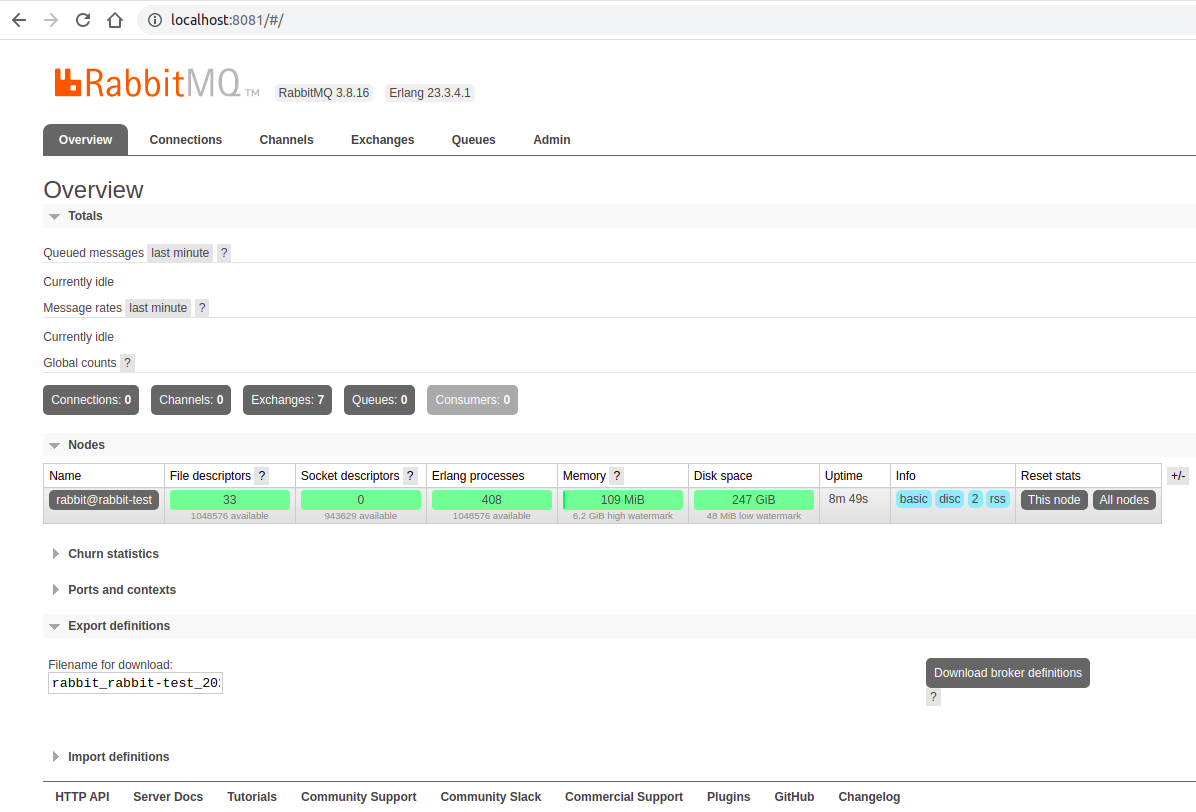 localhost:8081/#/
RabbitMQ TM RabbitMQ 3.8.16 Erlang 23.3.4.1
Overview Connections Channels Exchanges Queues Admin
Overview
Totals
Queued messages last minute ?
Currently idle
Message rates last minute ?
Currently idle
Global counts ?
Connections: 0 Channels: 0 Exchanges: 7 Queues: 0 Consumers: 0
Nodes
Name File descriptors ? Socket descriptors ? Erlang processes Memory ? Disk space Uptime Info Reset stats +/-
rabbit@rabbit-test 33 0 408 109 MiB 247 GiB 8m 49s basic disc 2 rss This node All nodes
1048576 available 943629 available 1048576 available 6.2 GiB high watermark 48 MiB low watermark
Churn statistics
Ports and contexts
Export definitions
Filename for download:
rabbit_rabbit-test_20 Download broker definitions
?
Import definitions
HTTP API Server Docs Tutorials Community Support Community Slack Commercial Support Plugins GitHub Changelog